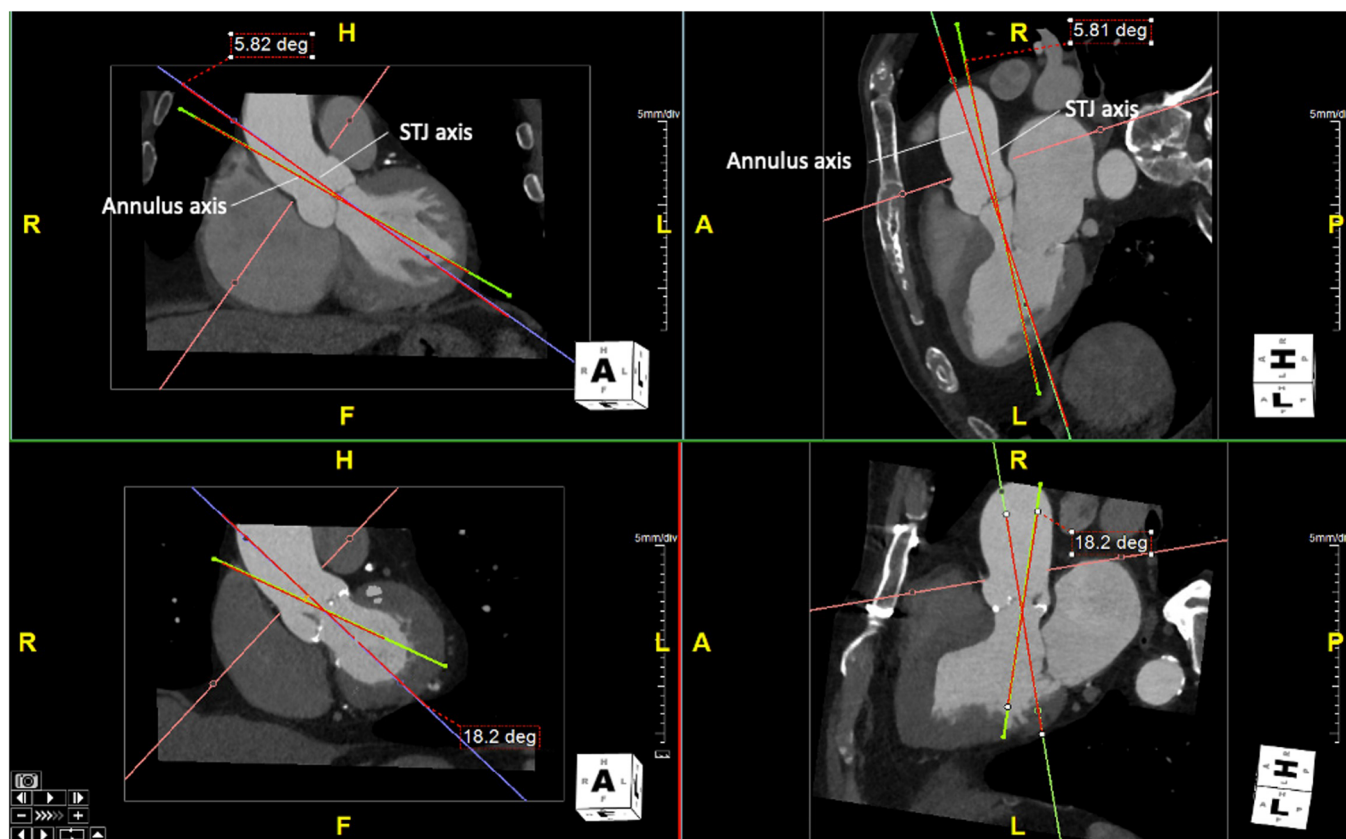 H
5.82 deg
STJ axis
Annulus axis
R
L
F
5mm/div
H
R A L L
F
R
5.81 deg
STJ axis
Annulus axis
A
P
L
5mm/div
R
A H P
L
H
A L P
H
R
L
F
18.2 deg
5mm/div
H
R A L
F
R
18.2 deg
A
P
L
5mm/div
R
A H P
L
H
A L P